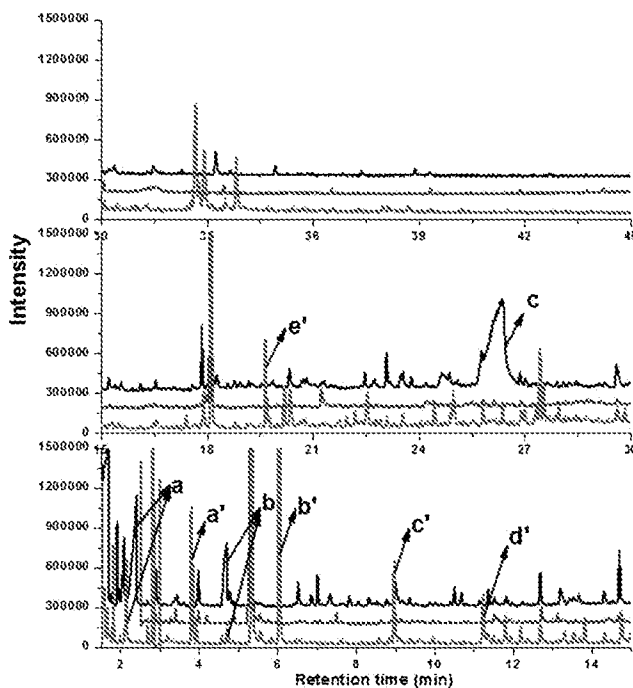 1500000
1200000
900000
600000
300000
0
30 33 36 39 42 45
1500000
1200000
900000
600000
300000
0
e'
c
15 18 21 24 27 30
1500000
1200000
900000
600000
300000
0
a
a'
b
b'
c'
d'
2 4 6 8 10 12 14
Intensity
Retention time (min)